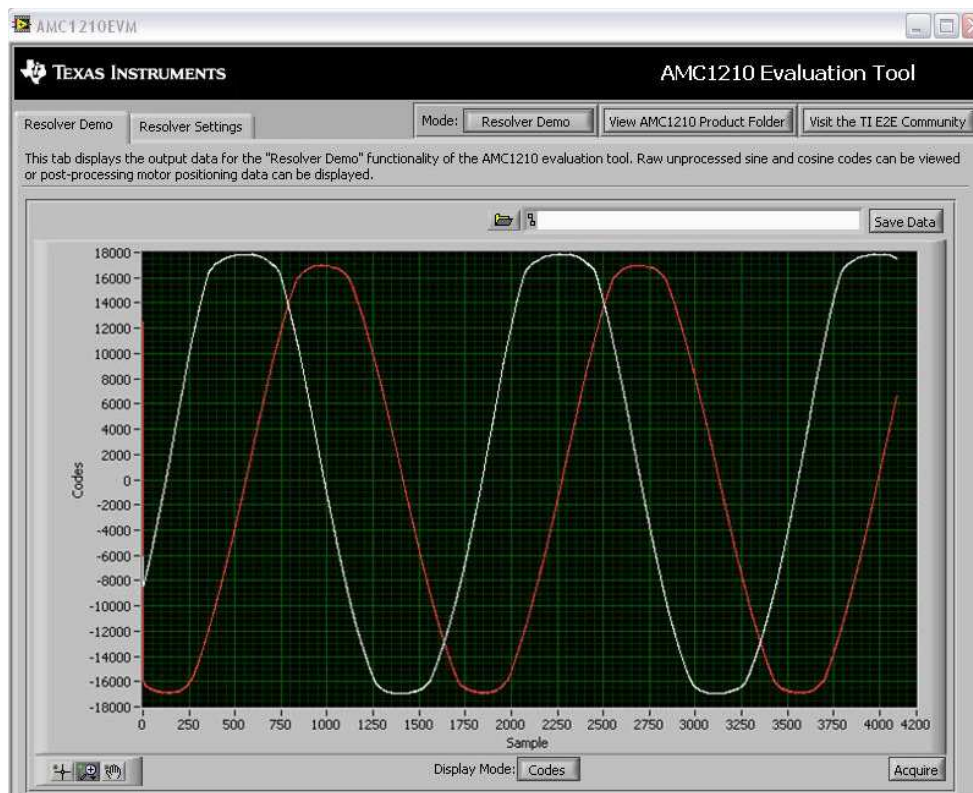 AMC1210EVM
TEXAS INSTRUMENTS
AMC1210 Evaluation Tool
Resolver Demo
Resolver Settings
Mode: Resolver Demo
View AMC1210 Product Folder
Visit the TI E2E Community
This tab displays the output data for the "Resolver Demo" functionality of the AMC1210 evaluation tool. Raw unprocessed sine and cosine codes can be viewed
or post-processing motor positioning data can be displayed.
Save Data
18000
16000
14000
12000
10000
8000
6000
4000
2000
0
-2000
-4000
-6000
-8000
-10000
-12000
-14000
-16000
-18000
Codes
0 250 500 750 1000 1250 1500 1750 2000 2250 2500 2750 3000 3250 3500 3750 4000 4200
Sample
Display Mode: Codes
Acquire